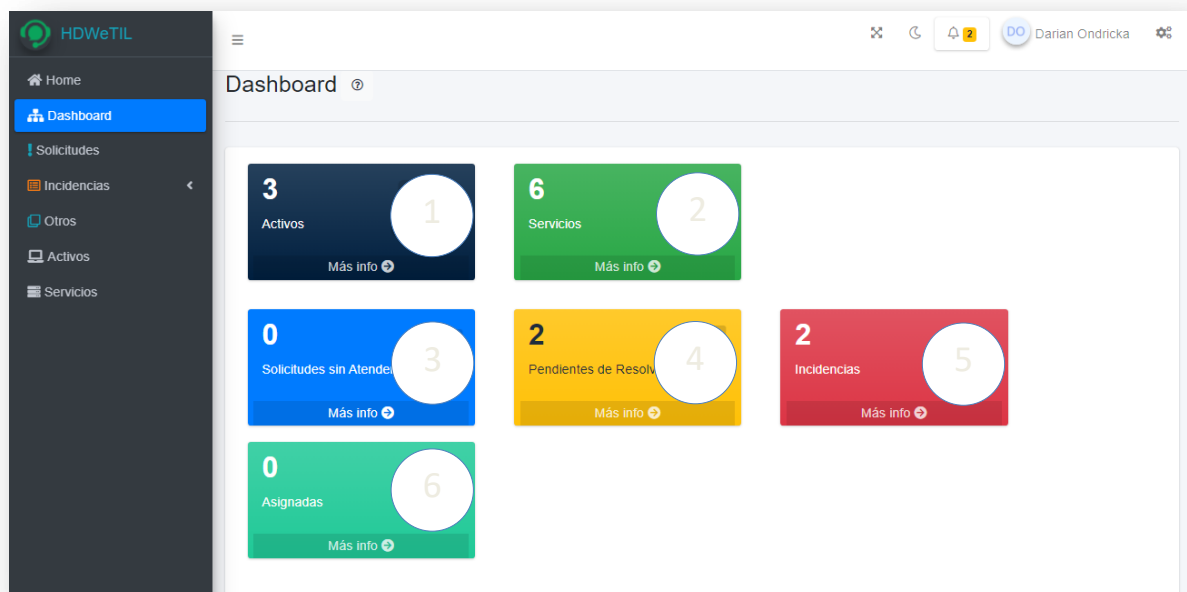 HDWeTIL
2
DO Darian Ondricka
Home
Dashboard
Solicitudes
Incidencias
Otros
Activos
Servicios
Dashboard
3
Activos
1
Más info
6
Servicios
2
Más info
0
Solicitudes sin Atende
3
Más info
2
Pendientes de Resolv
4
Más info
2
Incidencias
5
Más info
0
Asignadas
6
Más info